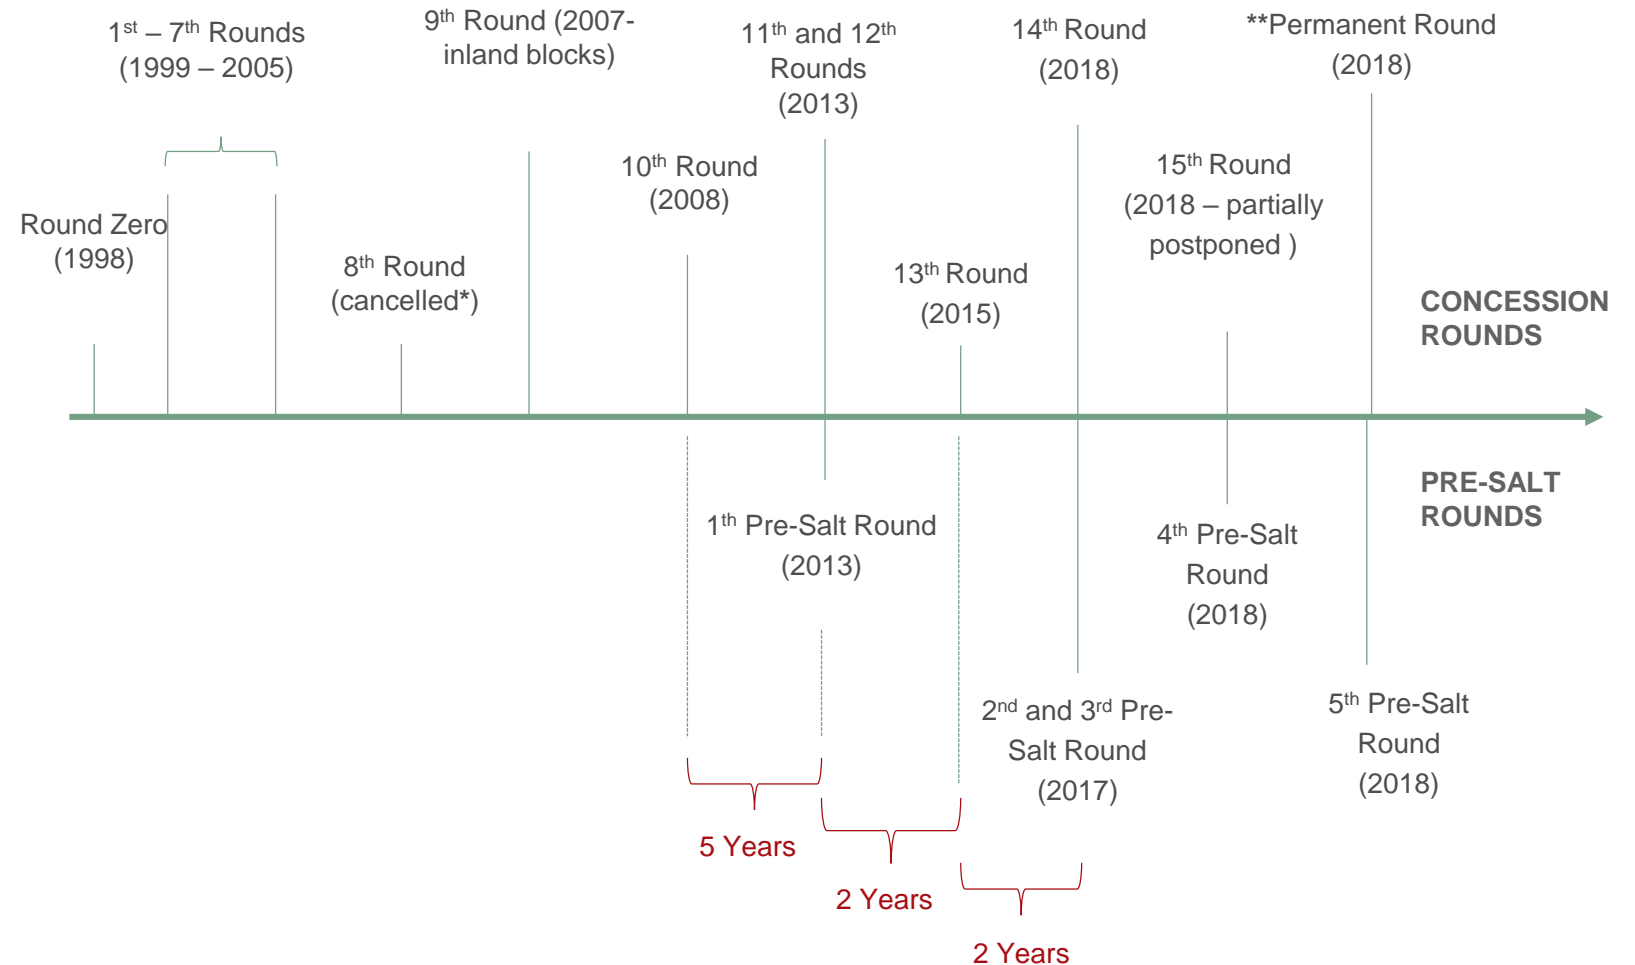 1st – 7th Rounds
(1999 – 2005)
9th Round (2007-
inland blocks)
11th and 12th
Rounds
(2013)
14th Round
(2018)
**Permanent Round
(2018)
Round Zero
(1998)
8th Round
(cancelled*)
10th Round
(2008)
13th Round
(2015)
15th Round
(2018 – partially
postponed )
CONCESSION
ROUNDS
PRE-SALT
ROUNDS
1th Pre-Salt Round
(2013)
2nd and 3rd Pre-
Salt Round
(2017)
4th Pre-Salt
Round
(2018)
5th Pre-Salt
Round
(2018)
5 Years
2 Years
2 Years